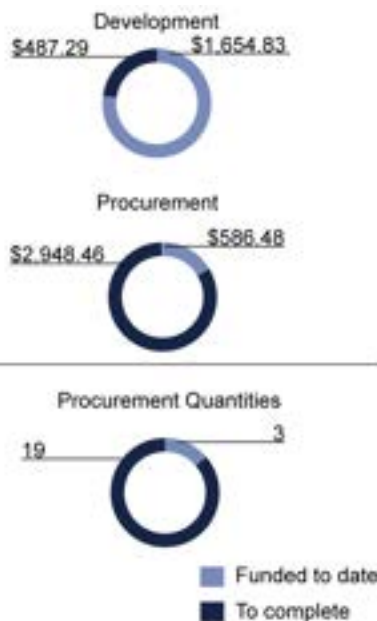 Development
$487.29 $1,654.83
Procurement
$586.48
$2,948.46
Procurement Quantities
3
19
Funded to date
To complete